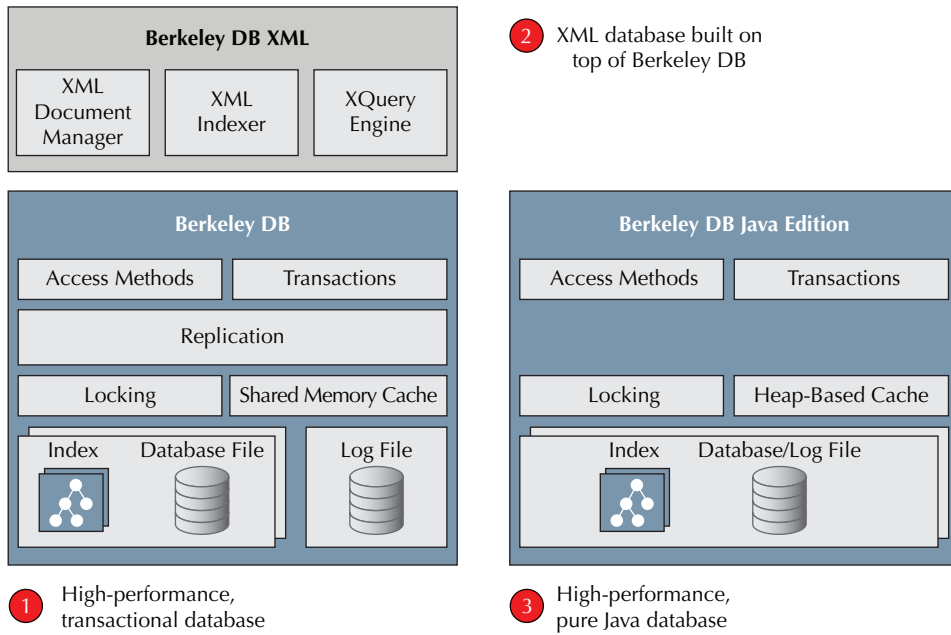 Berkeley DB XML
XML
Document
Manager
XML
Indexer
XQuery
Engine
2 XML database built on
top of Berkeley DB
Berkeley DB
Access Methods
Transactions
Replication
Locking
Shared Memory Cache
Index
Database File
Log File
1 High-performance,
transactional database
Berkeley DB Java Edition
Access Methods
Transactions
Locking
Heap-Based Cache
Index
Database/Log File
3 High-performance,
pure Java database